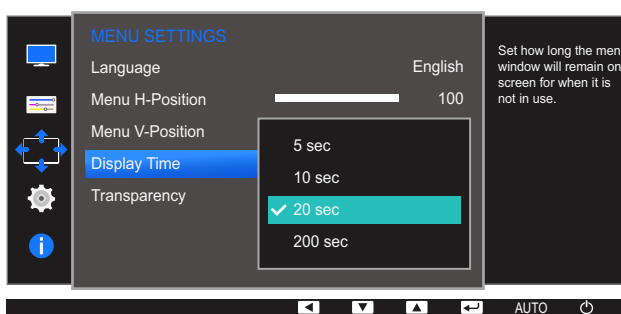 MENU SETTINGS
Language English
Menu H-Position 100
Menu V-Position
Display Time
Transparency
5 sec
10 sec
20 sec
200 sec
Set how long the men
window will remain on
screen for when it is
not in use.
AUTO